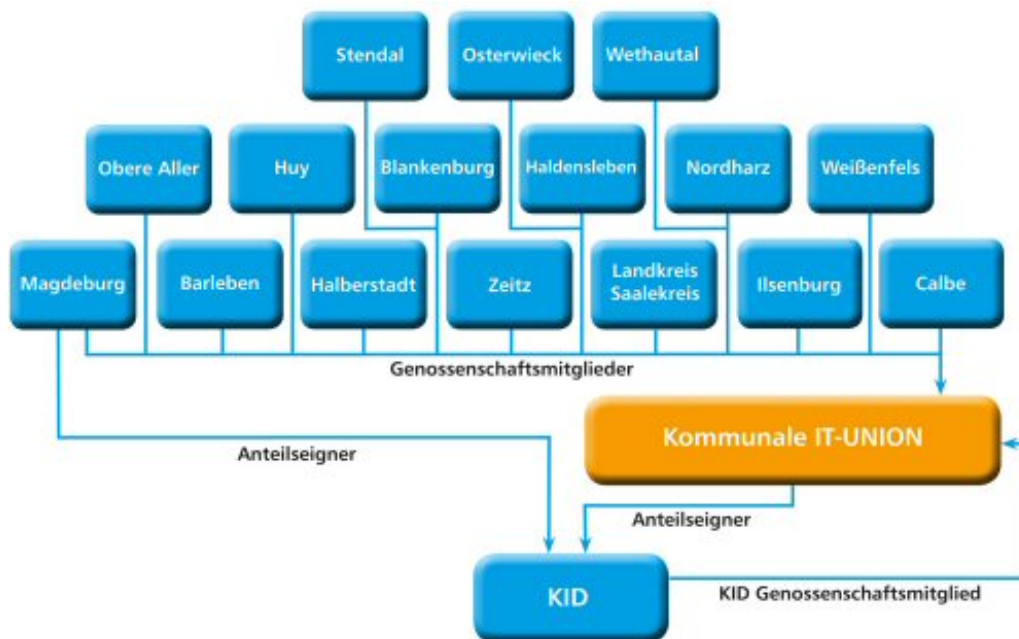 Stendal
Osterwieck
Wethautal
Obere Aller
Huy
Blankenburg
Haldensleben
Nordharz
Weißenfels
Magdeburg
Barleben
Halberstadt
Zeitz
Landkreis
Saalekreis
Ilsenburg
Calbe
Genossenschaftsmitglieder
Kommunale IT-UNION
Anteilseigner
Anteilseigner
KID
KID Genossenschaftsmitglied